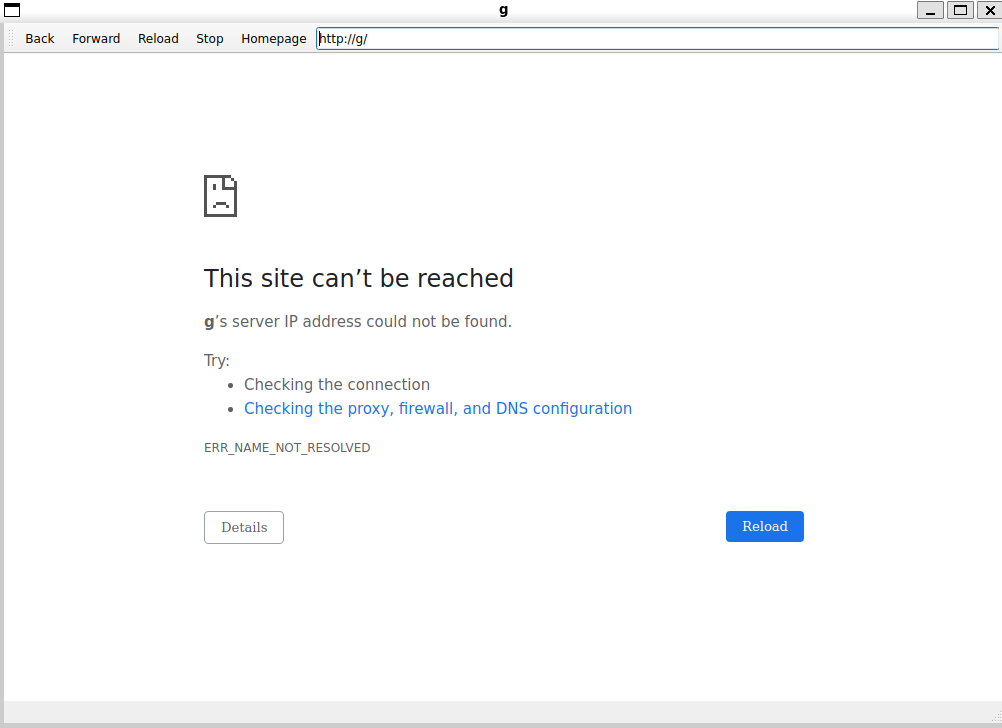 g
Back Forward Reload Stop Homepage http://g/
This site can’t be reached
g’s server IP address could not be found.
Try:
Checking the connection
Checking the proxy, firewall, and DNS configuration
ERR_NAME_NOT_RESOLVED
Details Reload